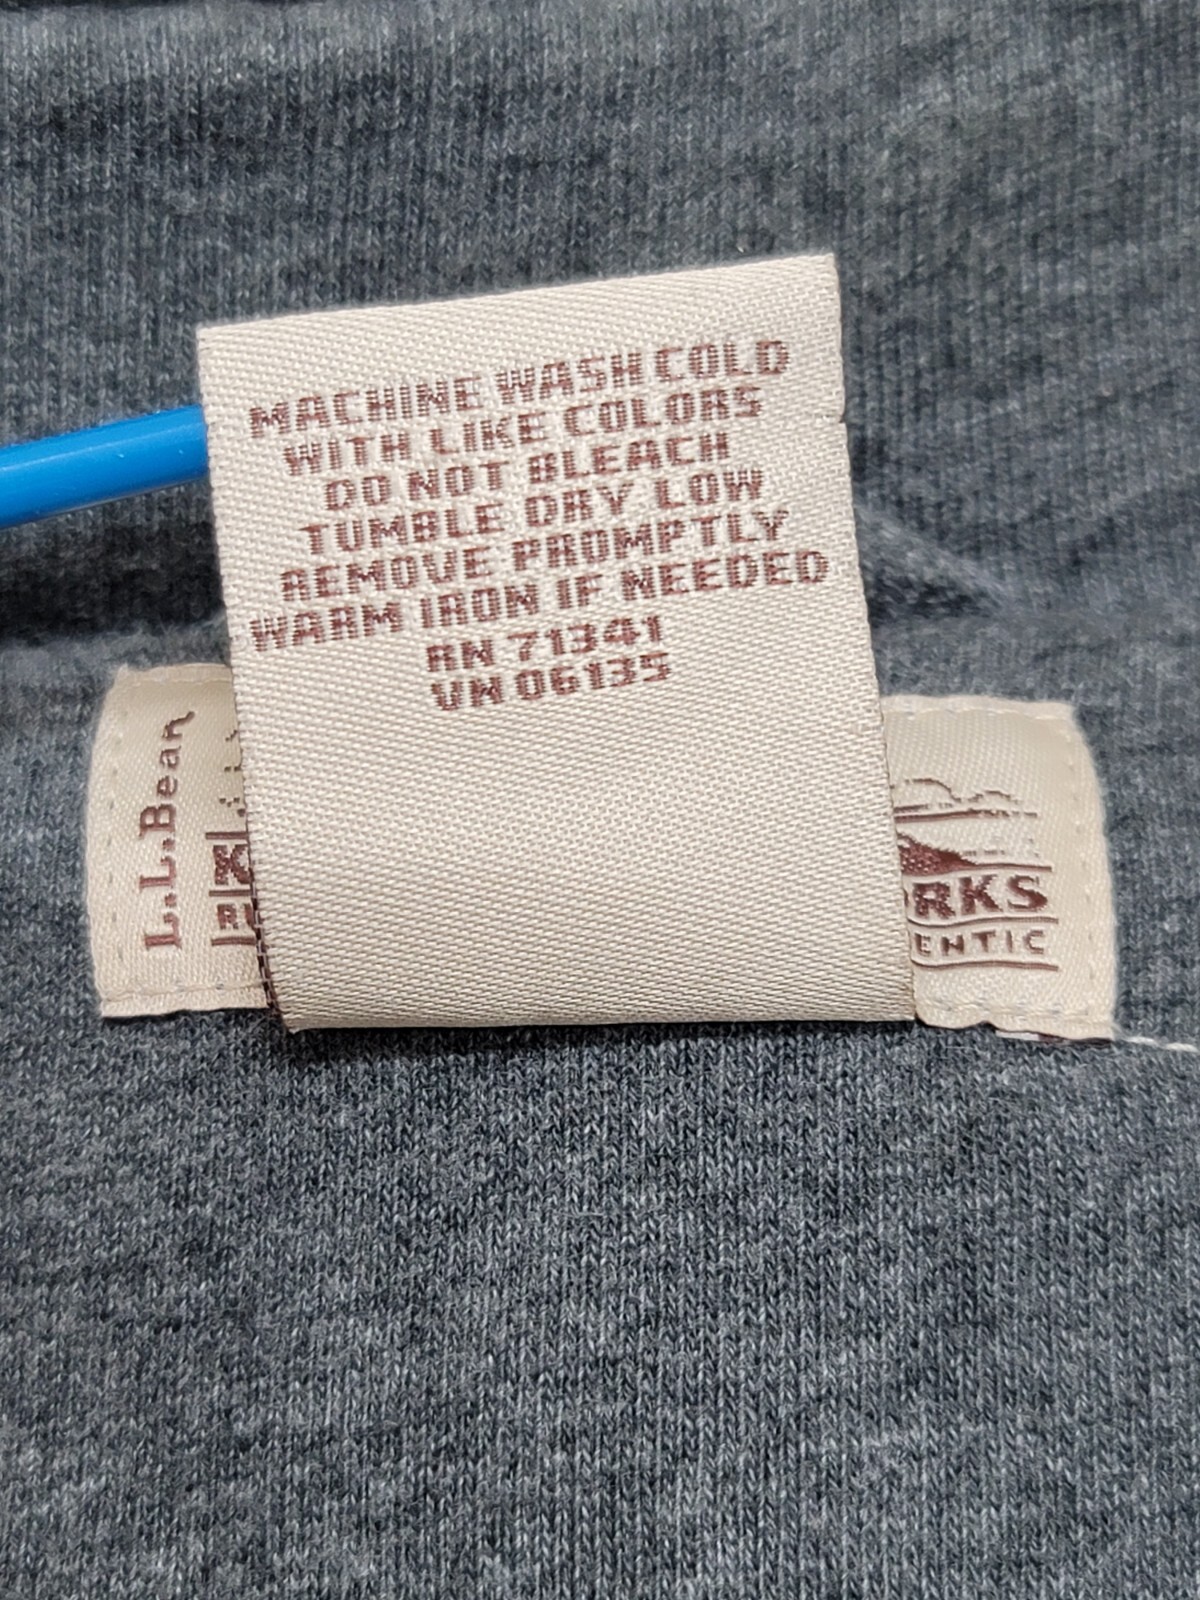 MACHINE WASH COLD
WITH LIKE COLORS
DO NOT BLEACH
TUMBLE DRY LOW
REMOVE PROMPTLY
WARM IRON IF NEEDED
RN 71341
VN 06135
L.L.Bean